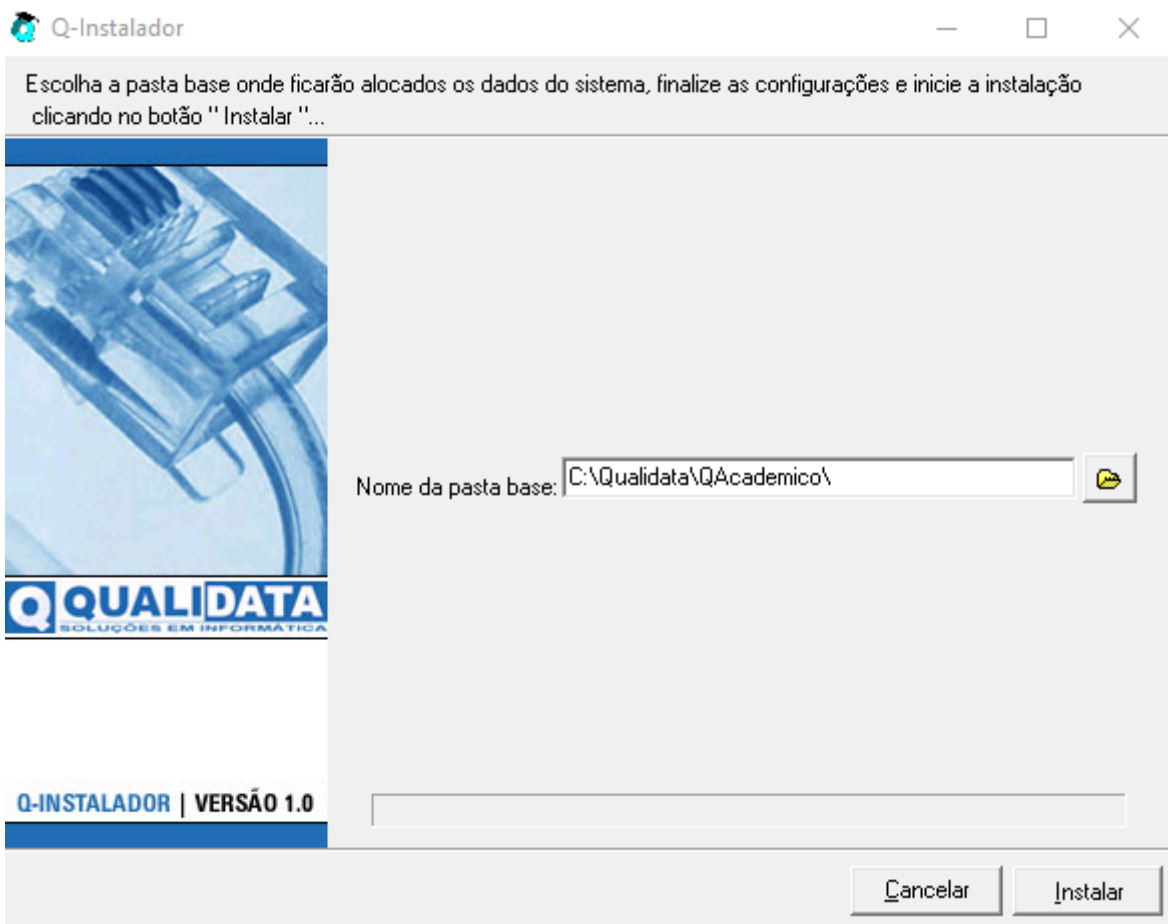 Q-Instalador
Escolha a pasta base onde ficarão alocados os dados do sistema, finalize as configurações e inicie a instalação
clicando no botão " Instalar "...
Nome da pasta base:
C:\Qualidata\QAcademico\
Q QUALIDATA
SOLUÇÕES EM INFORMÁTICA
Q-INSTALADOR | VERSÃO 1.0
Cancelar
Instalar